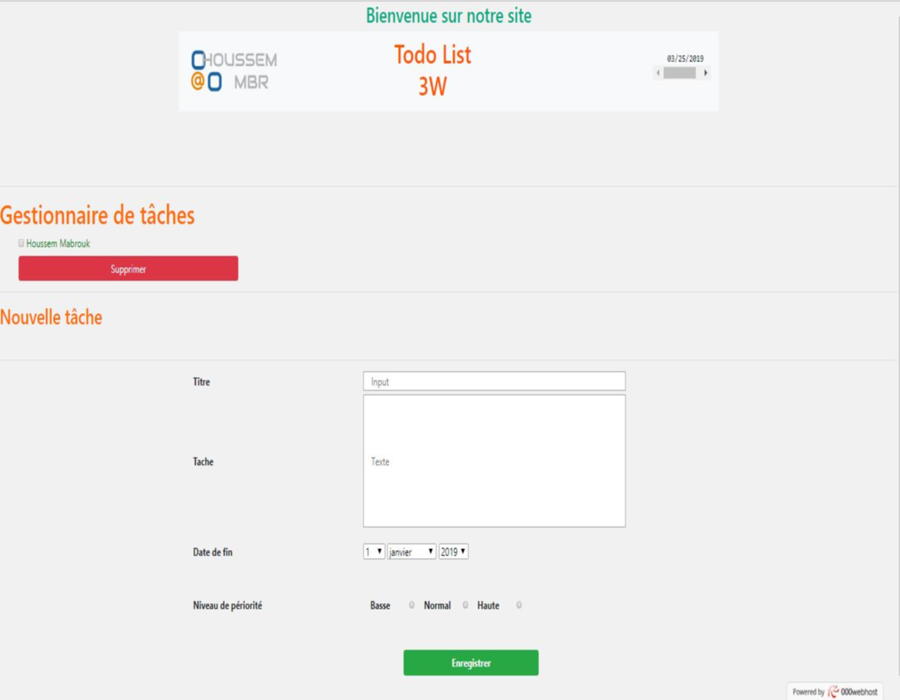 Bienvenue sur notre site
HOUSSEM
@ MBR
Todo List
3W
03/25/2019
Gestionnaire de tâches
Houssem Mabrouk
Supprimer
Nouvelle tâche
Titre
Input
Tache
Texte
Date de fin
1 janvier 2019
Niveau de périorité
Basse Normal Haute
Enregistrer
Powered by 000webhost